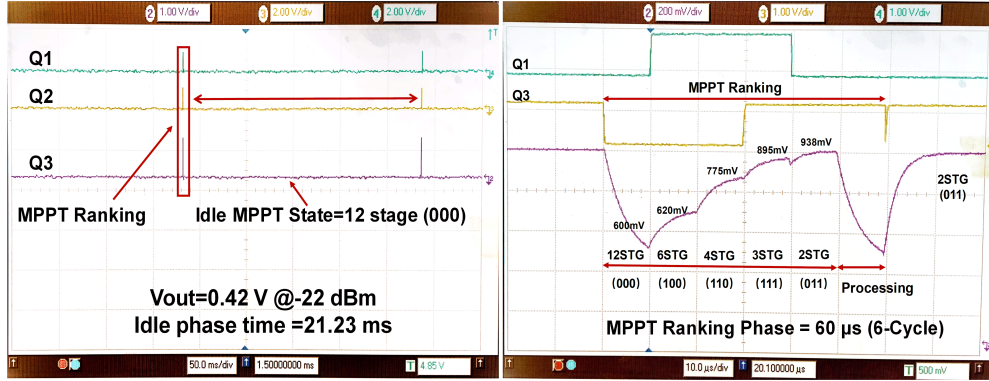 2 1.00 V/div 3 2.00 V/div 4 2.00 V/div
Q1
Q2
Q3
MPPT Ranking
Idle MPPT State=12 stage (000)
Vout=0.42 V @-22 dBm
Idle phase time =21.23 ms
50.0 ms/div 1.50000000 ms T 4.85 V
2 200 mV/div 3 1.00 V/div 4 1.00 V/div
Q1
MPPT Ranking
Q3
600mV 620mV 775mV 895mV 938mV
2STG
(011)
12STG 6STG 4STG 3STG 2STG
(000) (100) (110) (111) (011) Processing
MPPT Ranking Phase = 60 µs (6-Cycle)
10.0 µs/div 20.100000 µs T 500 mV